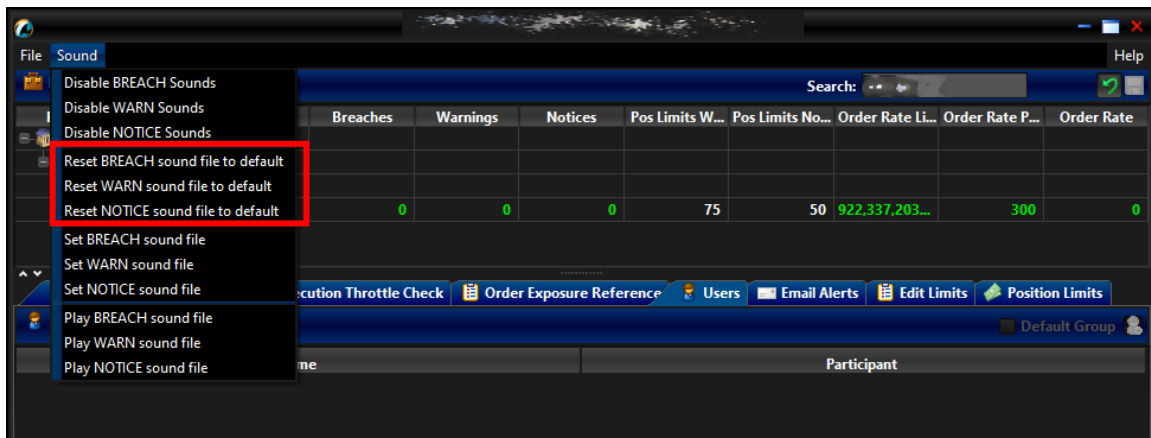 File Sound Help
Disable BREACH Sounds
Disable WARN Sounds
Disable NOTICE Sounds
Reset BREACH sound file to default
Reset WARN sound file to default
Reset NOTICE sound file to default
Set BREACH sound file
Set WARN sound file
Set NOTICE sound file
Play BREACH sound file
Play WARN sound file
Play NOTICE sound file
Search:
Breaches Warnings Notices Pos Limits W... Pos Limits No... Order Rate Li... Order Rate P... Order Rate
0 0 0 75 50 922,337,203... 300 0
Order Exposure Reference Users Email Alerts Edit Limits Position Limits
Throttle Check
Default Group
Participant